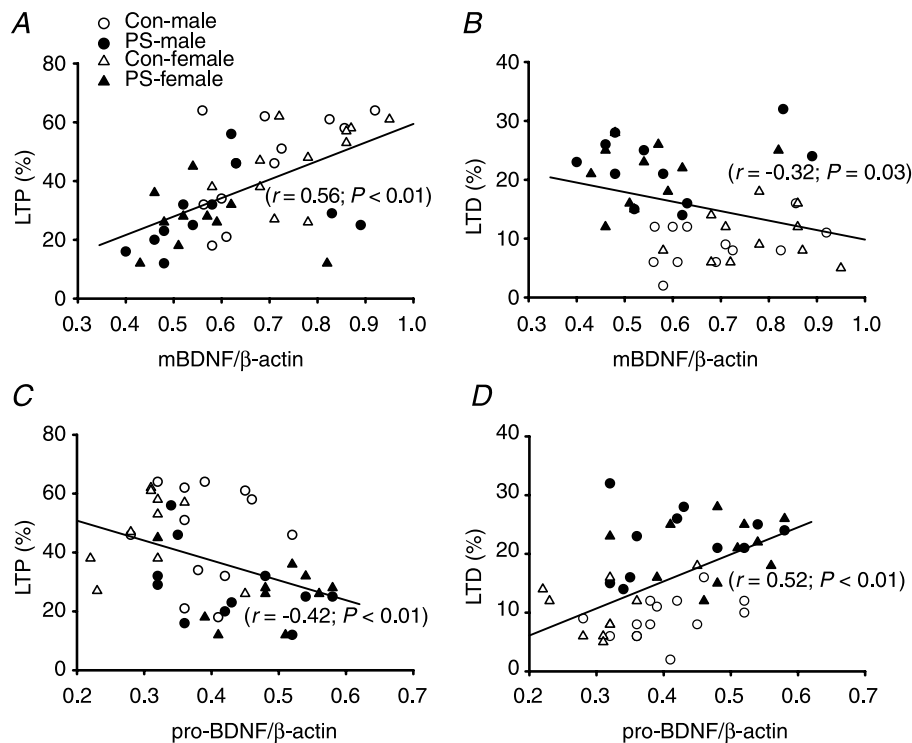 A
Con-male
PS-male
Con-female
PS-female
80
60
40
20
0
LTP (%)
(r = 0.56; P < 0.01)
0.3 0.4 0.5 0.6 0.7 0.8 0.9 1.0
mBDNF/β-actin
B
40
30
20
10
0
LTD (%)
(r = -0.32; P = 0.03)
0.3 0.4 0.5 0.6 0.7 0.8 0.9 1.0
mBDNF/β-actin
C
80
60
40
20
0
LTP (%)
(r = -0.42; P < 0.01)
0.2 0.3 0.4 0.5 0.6 0.7
pro-BDNF/β-actin
D
40
30
20
10
0
LTD (%)
(r = 0.52; P < 0.01)
0.2 0.3 0.4 0.5 0.6 0.7
pro-BDNF/β-actin